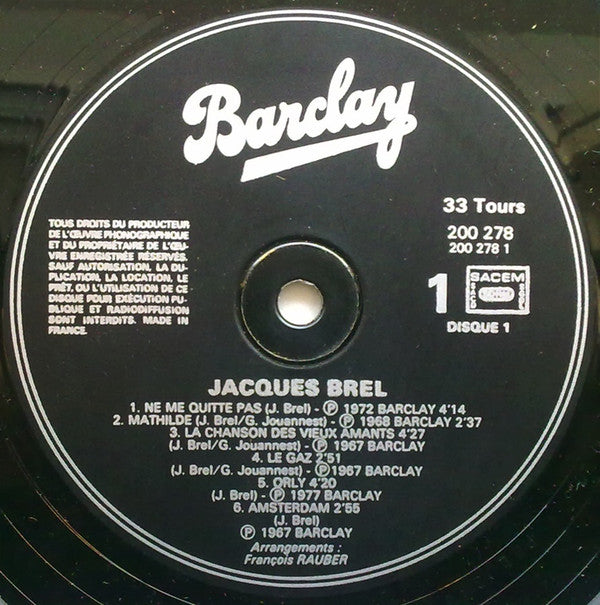 Barclay
33 Tours
200 278
200 278 1
TOUS DROITS DU PRODUCTEUR
DE L'ŒUVRE PHONOGRAPHIQUE
ET DU PROPRIÉTAIRE DE L'ŒU-
VRE ENREGISTRÉE RÉSERVÉS.
SAUF AUTORISATION, LA DU-
PLICATION, LA LOCATION, LE
PRÊT, OU L'UTILISATION DE CE
DISQUE POUR EXÉCUTION PU-
BLIQUE ET RADIODIFFUSION
SONT INTERDITS. MADE IN
FRANCE.
1
SACEM
DISQUE 1
JACQUES BREL
1. NE ME QUITTE PAS (J. Brel) - Ⓟ 1972 BARCLAY 4'14
2. MATHILDE (J. Brel/G. Jouannest) - Ⓟ 1968 BARCLAY 2'37
3. LA CHANSON DES VIEUX AMANTS 4'27
(J. Brel/G. Jouannest) - Ⓟ 1967 BARCLAY
4. LE GAZ 2'51
(J. Brel/G. Jouannest) - Ⓟ 1967 BARCLAY
5. ORLY 4'20
(J. Brel) - Ⓟ 1977 BARCLAY
6. AMSTERDAM 2'55
(J. Brel)
Ⓟ 1967 BARCLAY
Arrangements :
François RAUBER